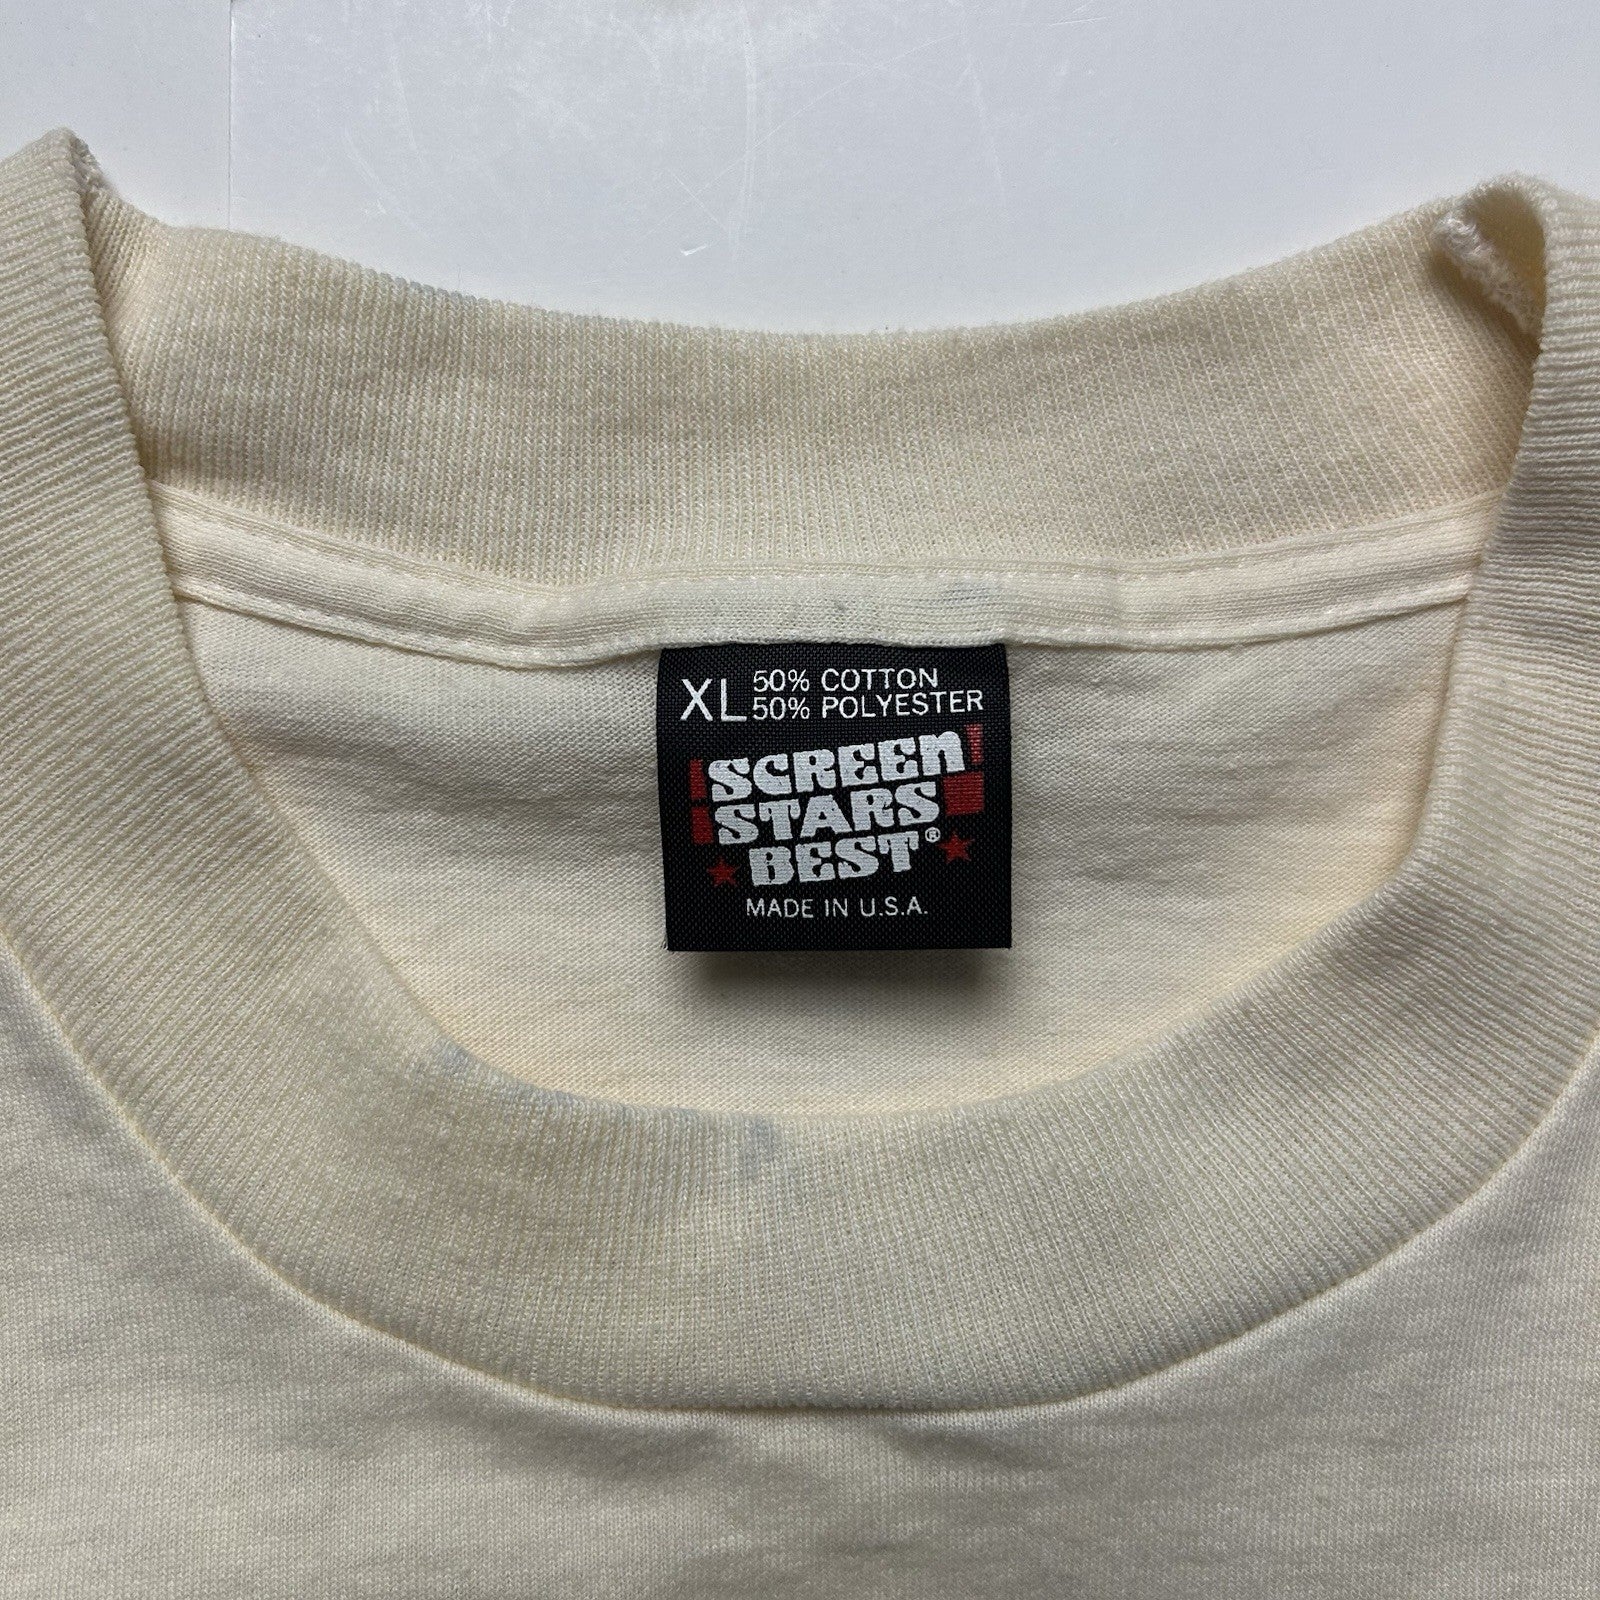 XL 50% COTTON
50% POLYESTER
SCREEN
STARS
BEST®
MADE IN U.S.A.